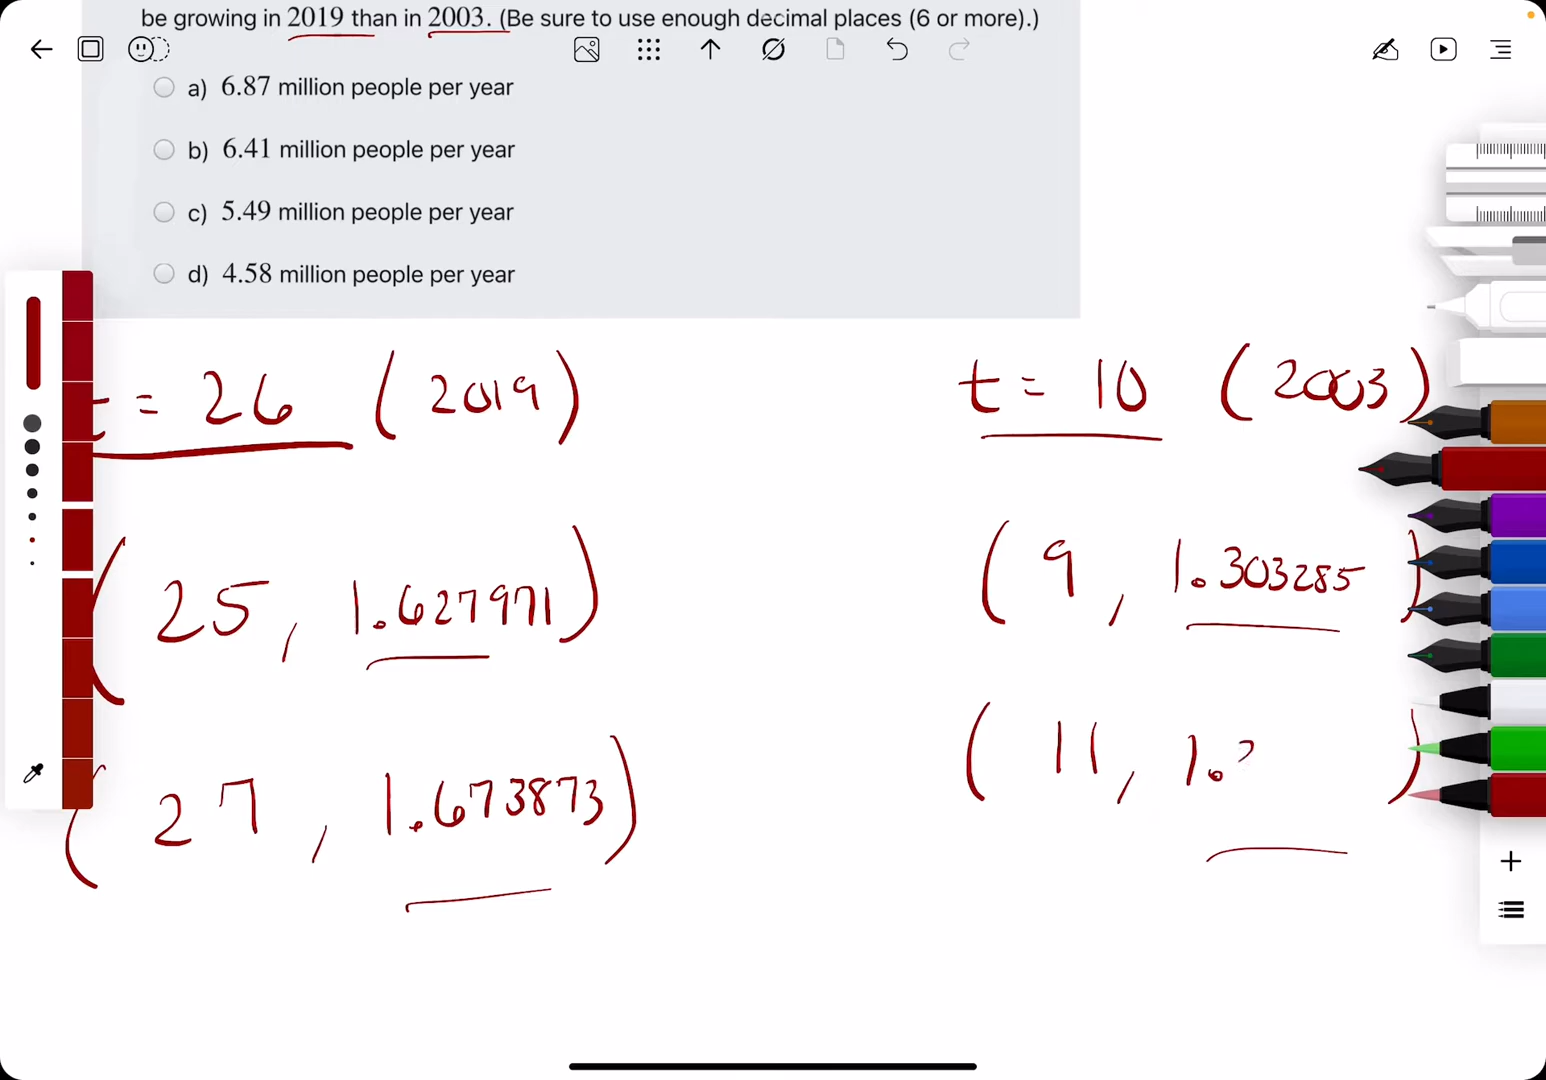 be growing in 2019 than in 2003. (Be sure to use enough decimal places (6 or more).)
a) 6.87 million people per year
b) 6.41 million people per year
c) 5.49 million people per year
d) 4.58 million people per year
t = 26 (2019)
t = 10 (2003)
(25, 1.627971)
(9, 1.303285)
(27, 1.673873)
(11, 1.